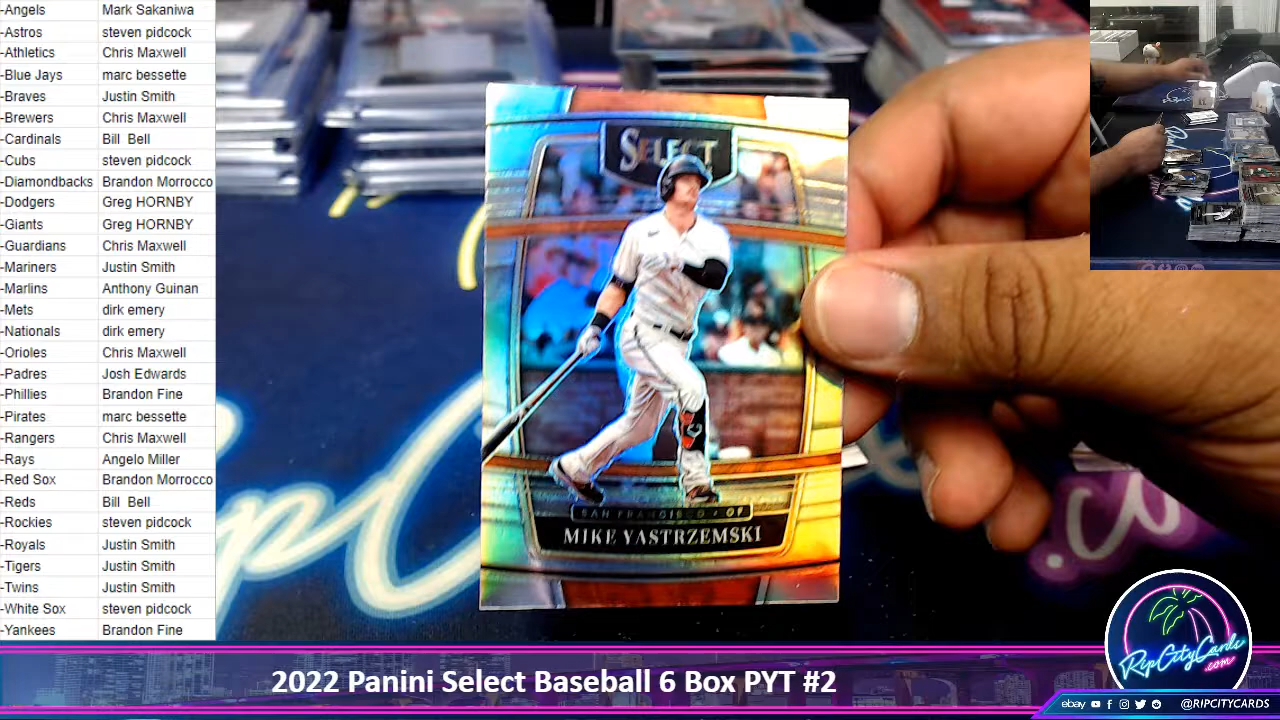 -Angels Mark Sakaniwa
-Astros steven pidcock
-Athletics Chris Maxwell
-Blue Jays marc bessette
-Braves Justin Smith
-Brewers Chris Maxwell
-Cardinals Bill Bell
-Cubs steven pidcock
-Diamondbacks Brandon Morrocco
-Dodgers Greg HORNBY
-Giants Greg HORNBY
-Guardians Chris Maxwell
-Mariners Justin Smith
-Marlins Anthony Guinan
-Mets dirk emery
-Nationals dirk emery
-Orioles Chris Maxwell
-Padres Josh Edwards
-Phillies Brandon Fine
-Pirates marc bessette
-Rangers Chris Maxwell
-Rays Angelo Miller
-Red Sox Brandon Morrocco
-Reds Bill Bell
-Rockies steven pidcock
-Royals Justin Smith
-Tigers Justin Smith
-Twins Justin Smith
-White Sox steven pidcock
-Yankees Brandon Fine
SELECT
SAN FRANCISCO • OF
MIKE YASTRZEMSKI
RipCityCards
.com
2022 Panini Select Baseball 6 Box PYT #2
ebay @RIPCITYCARDS